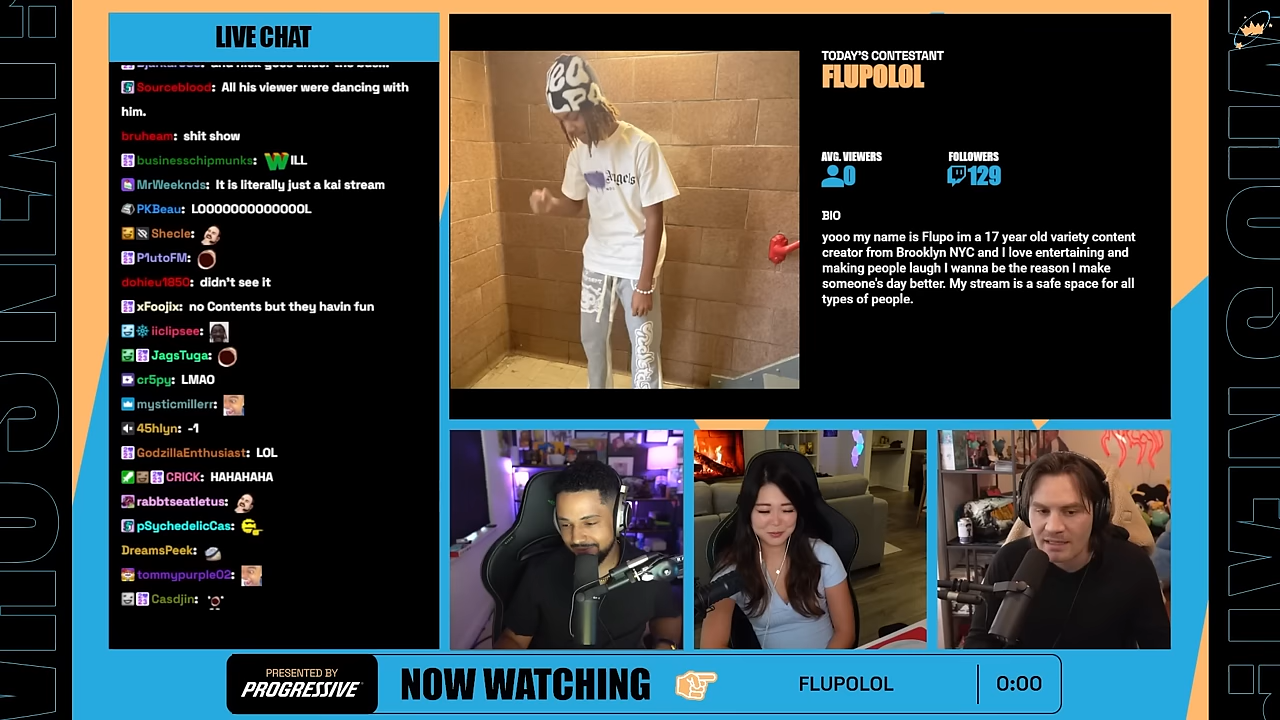 LIVE CHAT
Sourceblood: All his viewer were dancing with
him.
bruheam: shit show
businesschipmunks: W ILL
MrWeeknds: It is literally just a kai stream
PKBeau: LOOOOOOOOOOOOL
Shecle:
P1utoFM:
dohieu1850: didn't see it
xFoojix: no Contents but they havin fun
iiclipsee:
JagsTuga:
cr5py: LMAO
mysticmillerr:
45hlyn: -1
GodzillaEnthusiast: LOL
CRICK: HAHAHAHA
rabbtseatletus:
pSychedelicCas:
DreamsPeek:
tommypurple02:
Casdjin:
Angels
TODAY'S CONTESTANT
FLUPOLOL
AVG. VIEWERS FOLLOWERS
0 129
BIO
yooo my name is Flupo im a 17 year old variety content
creator from Brooklyn NYC and I love entertaining and
making people laugh I wanna be the reason I make
someone's day better. My stream is a safe space for all
types of people.
PRESENTED BY
PROGRESSIVE
NOW WATCHING
FLUPOLOL
0:00